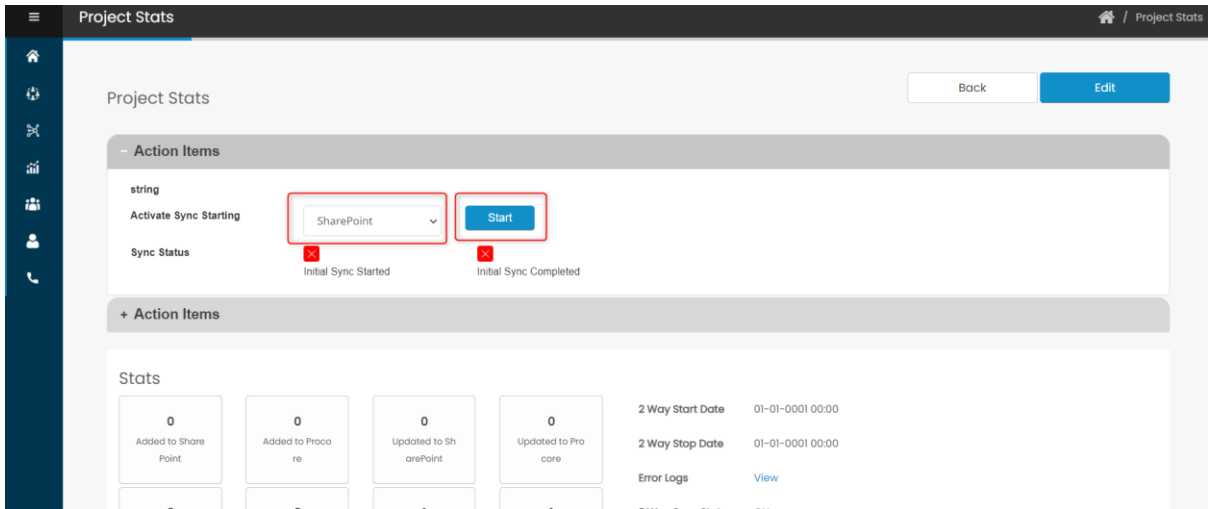 Project Stats
/ Project Stats
Project Stats
Back
Edit
- Action Items
string
Activate Sync Starting
SharePoint
Start
Sync Status
Initial Sync Started
Initial Sync Completed
+ Action Items
Stats
0
Added to Share
Point
0
Added to Proco
re
0
Updated to Sh
arePoint
0
Updated to Pro
core
2 Way Start Date
01-01-0001 00:00
2 Way Stop Date
01-01-0001 00:00
Error Logs
View